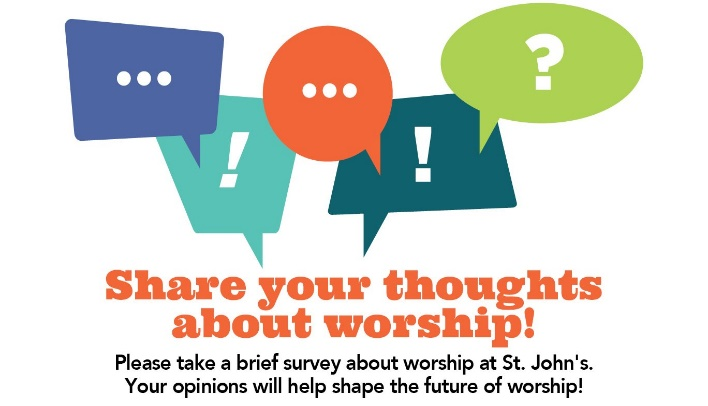 ... ! ... ! ?
Share your thoughts
about worship!
Please take a brief survey about worship at St. John's.
Your opinions will help shape the future of worship!